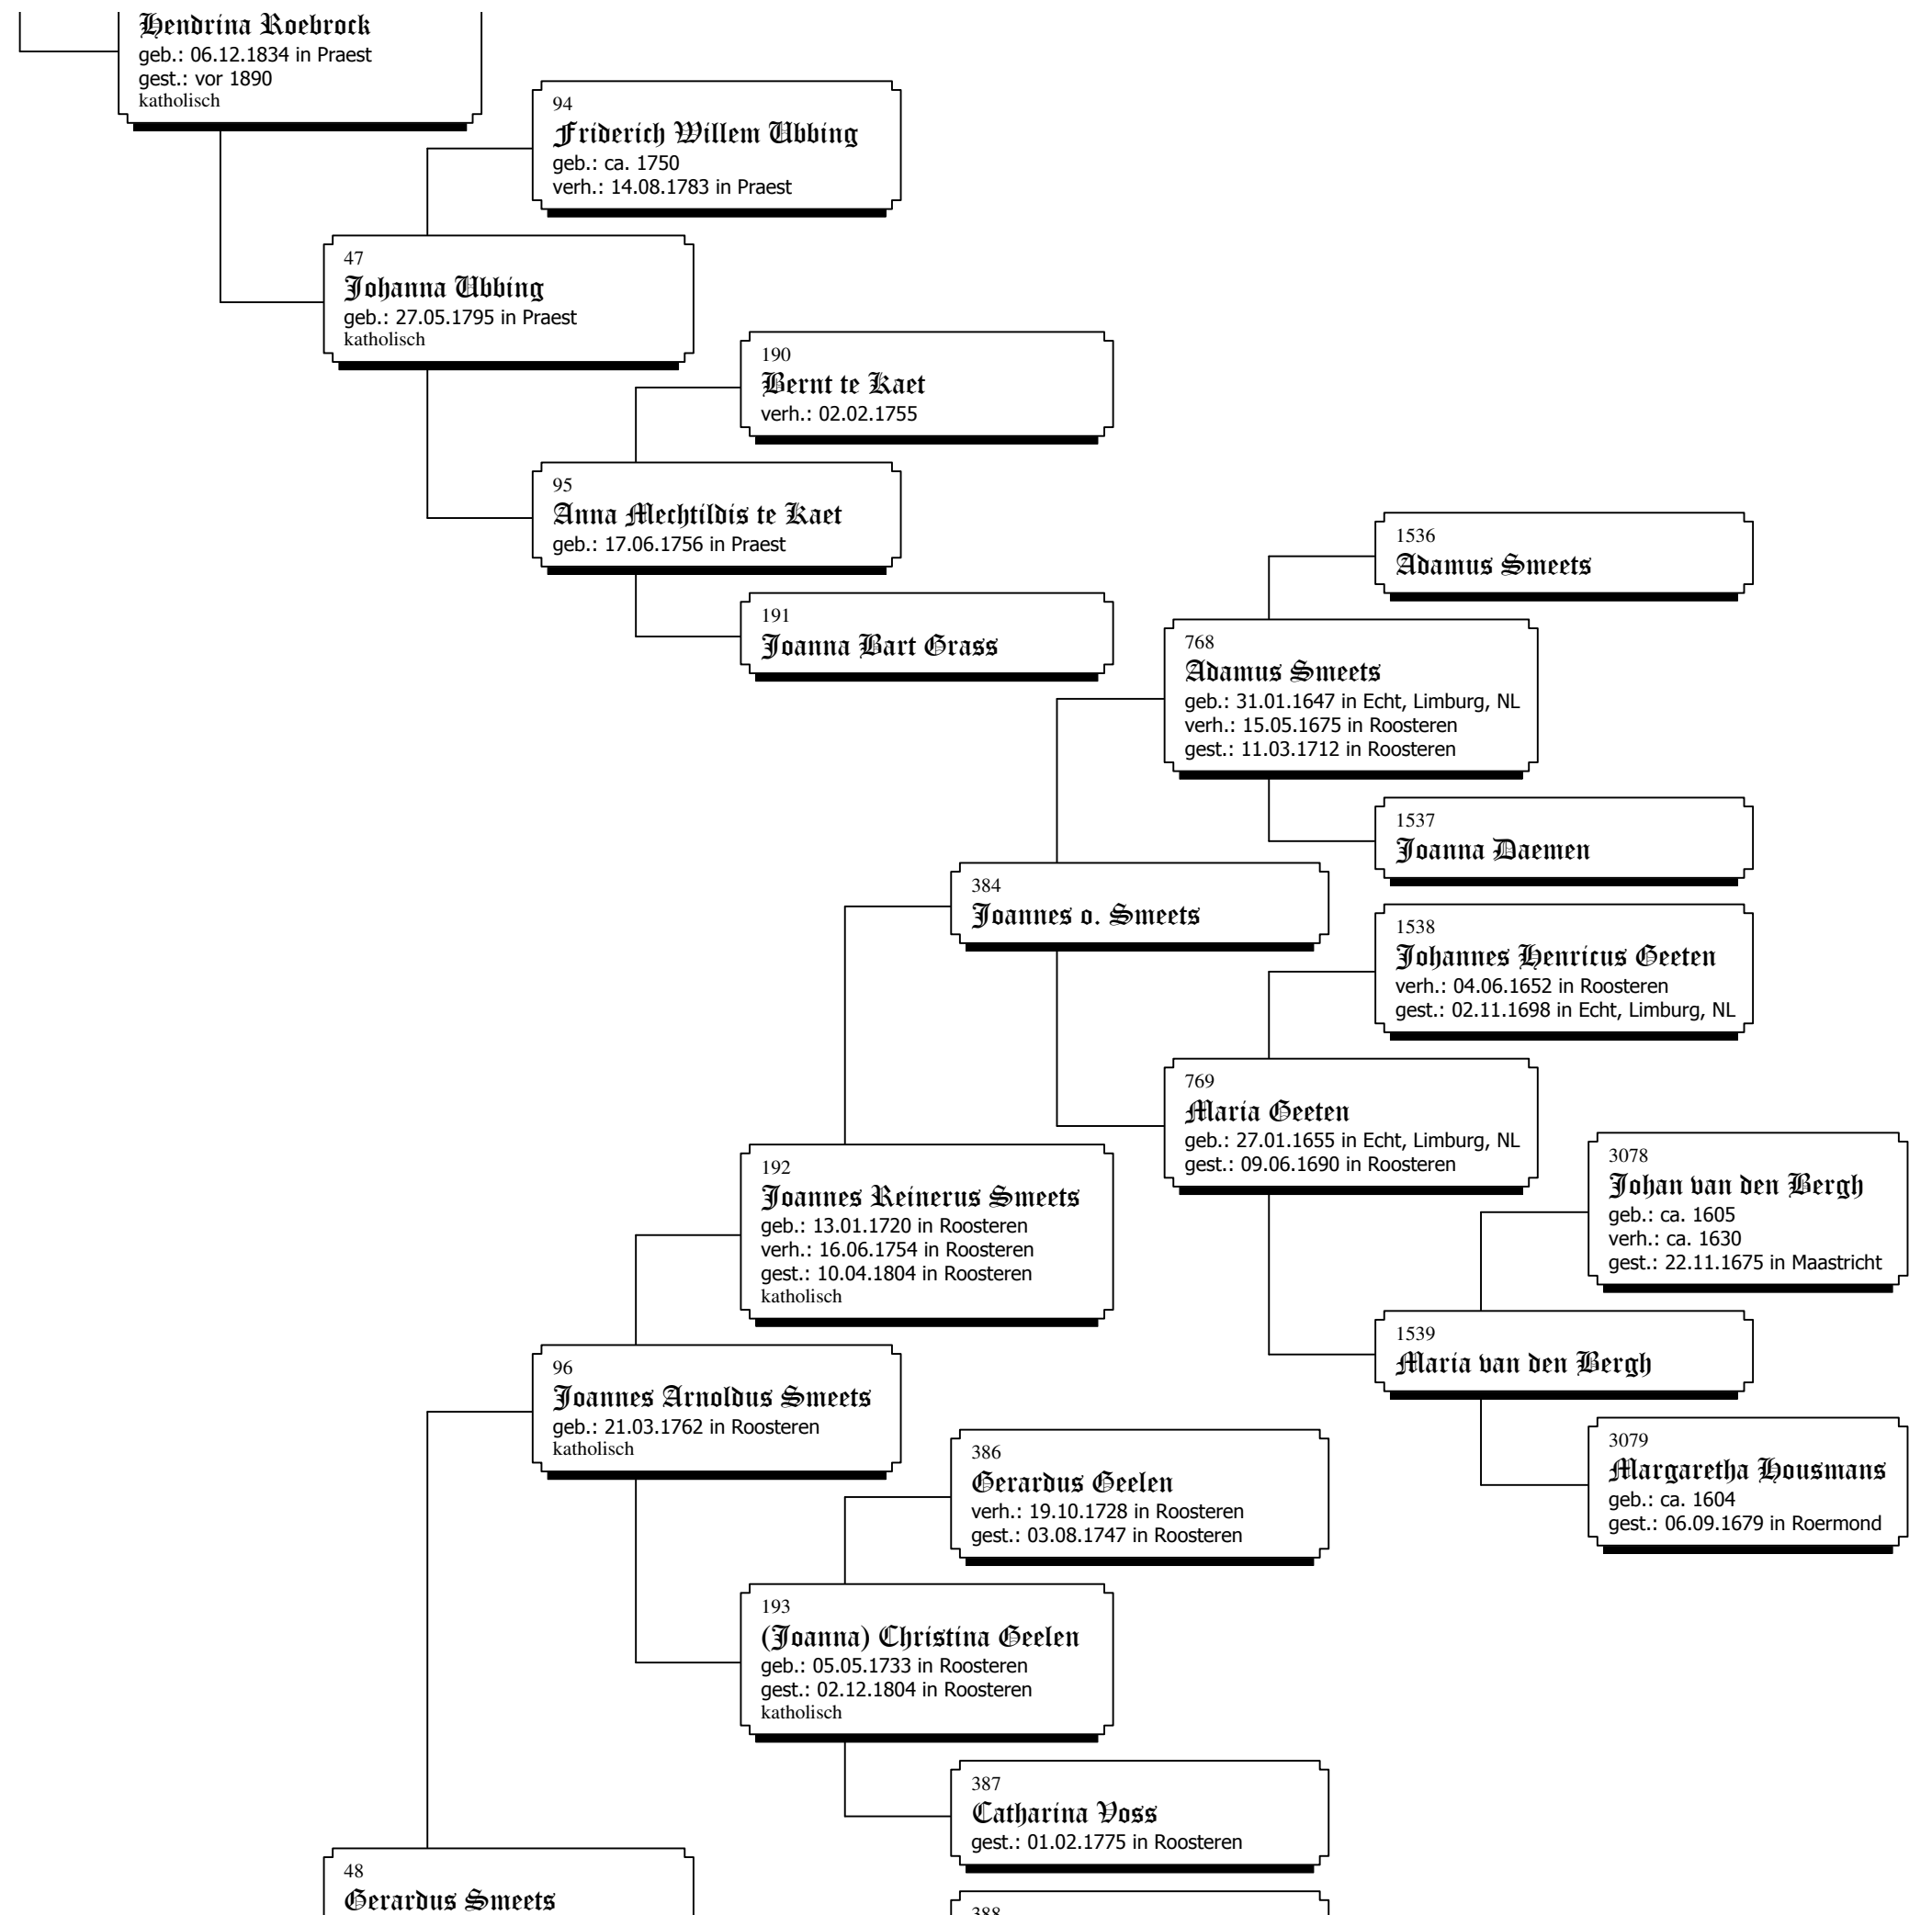 Hendrina Roebrock
geb.: 06.12.1834 in Praest
gest.: vor 1890
katholisch
94
Friderich Willem Ubbing
geb.: ca. 1750
verh.: 14.08.1783 in Praest
47
Johanna Ubbing
geb.: 27.05.1795 in Praest
katholisch
190
Bernt te Kaet
verh.: 02.02.1755
95
Anna Mechtildis te Kaet
geb.: 17.06.1756 in Praest
191
Joanna Bart Grass
1536
Adamus Smeets
768
Adamus Smeets
geb.: 31.01.1647 in Echt, Limburg, NL
verh.: 15.05.1675 in Roosteren
gest.: 11.03.1712 in Roosteren
1537
Joanna Daemen
384
Joannes o. Smeets
1538
Johannes Henricus Geeten
verh.: 04.06.1652 in Roosteren
gest.: 02.11.1698 in Echt, Limburg, NL
769
Maria Geeten
geb.: 27.01.1655 in Echt, Limburg, NL
gest.: 09.06.1690 in Roosteren
3078
Johan van den Bergh
geb.: ca. 1605
verh.: ca. 1630
gest.: 22.11.1675 in Maastricht
192
Joannes Reinerus Smeets
geb.: 13.01.1720 in Roosteren
verh.: 16.06.1754 in Roosteren
gest.: 10.04.1804 in Roosteren
katholisch
1539
Maria van den Bergh
96
Joannes Arnoldus Smeets
geb.: 21.03.1762 in Roosteren
katholisch
3079
Margaretha Housmans
geb.: ca. 1604
gest.: 06.09.1679 in Roermond
386
Gerardus Geelen
verh.: 19.10.1728 in Roosteren
gest.: 03.08.1747 in Roosteren
193
(Joanna) Christina Geelen
geb.: 05.05.1733 in Roosteren
gest.: 02.12.1804 in Roosteren
katholisch
387
Catharina Voss
gest.: 01.02.1775 in Roosteren
48
Gerardus Smeets
388